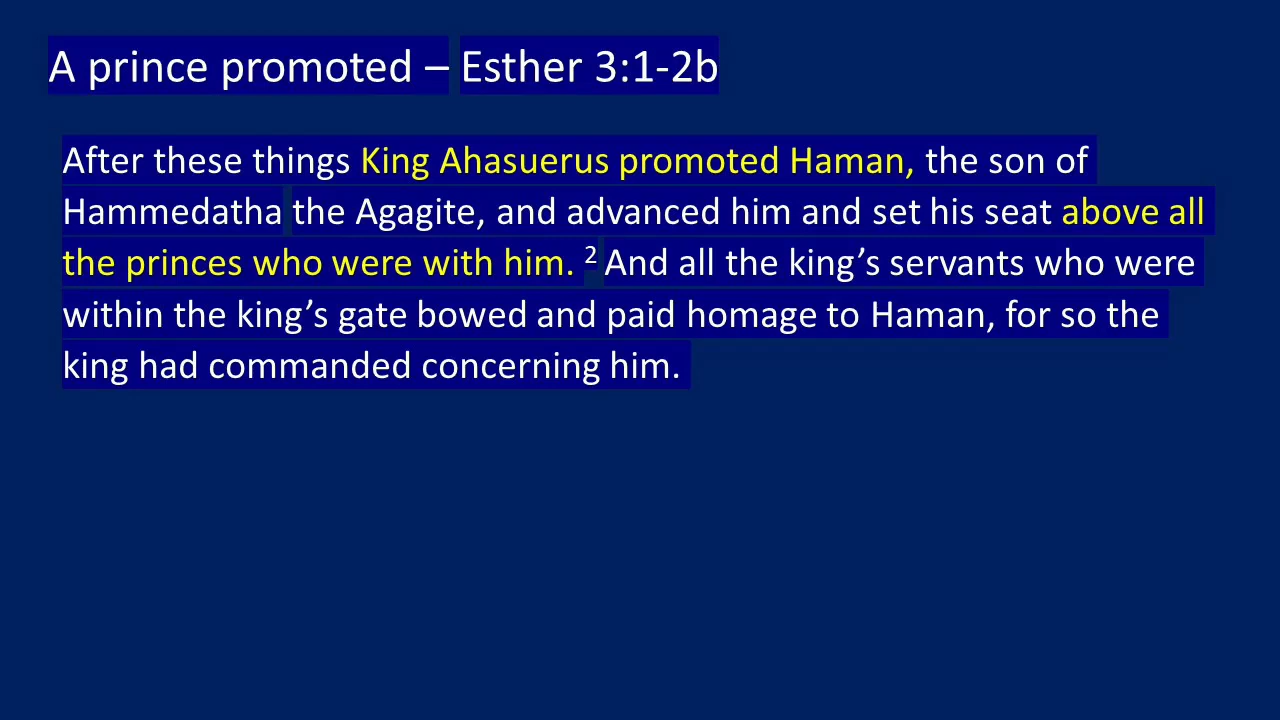 A prince promoted – Esther 3:1-2b
After these things King Ahasuerus promoted Haman, the son of
Hammedatha the Agagite, and advanced him and set his seat above all
the princes who were with him. ² And all the king’s servants who were
within the king’s gate bowed and paid homage to Haman, for so the
king had commanded concerning him.